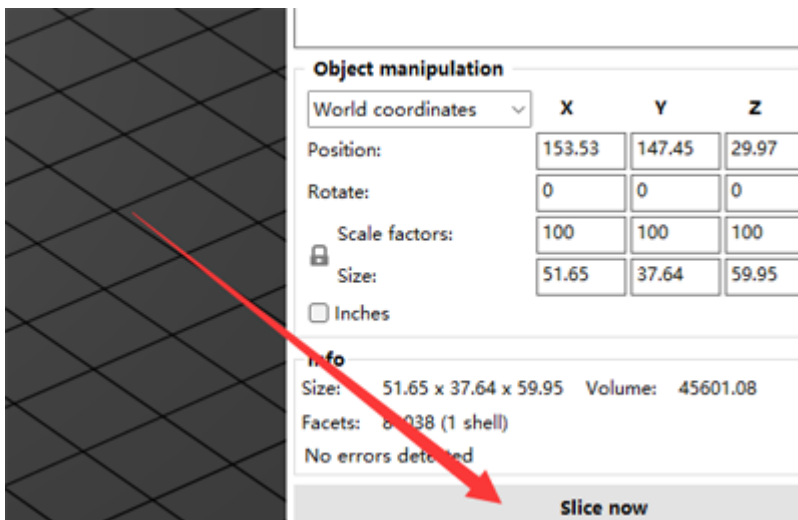 Object manipulation
World coordinates X Y Z
Position: 153.53 147.45 29.97
Rotate: 0 0 0
Scale factors: 100 100 100
Size: 51.65 37.64 59.95
Inches
Info
Size: 51.65 x 37.64 x 59.95 Volume: 45601.08
Facets: (1 shell)
No errors detected
Slice now